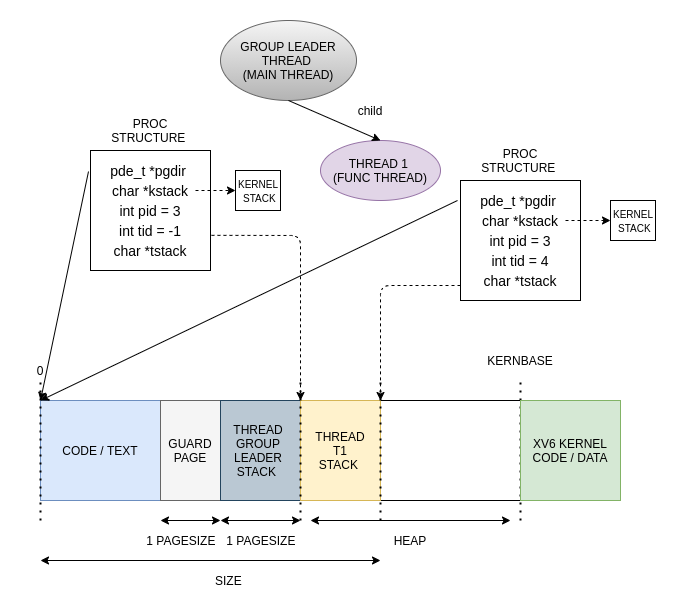 GROUP LEADER
THREAD
(MAIN THREAD)
child
THREAD 1
(FUNC THREAD)
PROC
STRUCTURE
pde_t *pgdir
char *kstack
int pid = 3
int tid = -1
char *tstack
KERNEL
STACK
PROC
STRUCTURE
pde_t *pgdir
char *kstack
int pid = 3
int tid = 4
char *tstack
KERNEL
STACK
0
KERNBASE
CODE / TEXT
GUARD
PAGE
THREAD
GROUP
LEADER
STACK
THREAD
T1
STACK
XV6 KERNEL
CODE / DATA
1 PAGESIZE
1 PAGESIZE
HEAP
SIZE